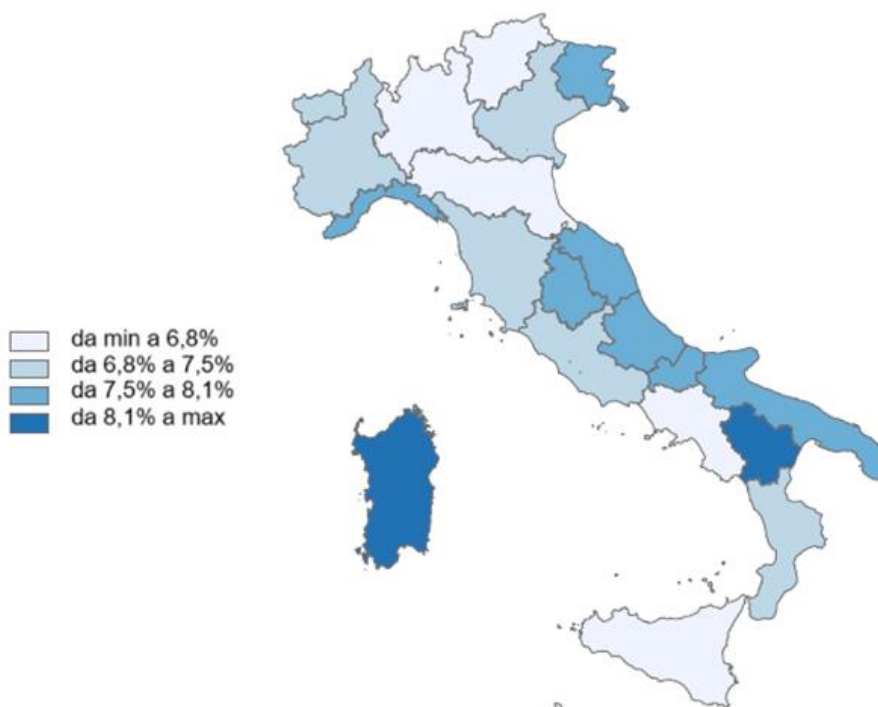 da min a 6,8%
da 6,8% a 7,5%
da 7,5% a 8,1%
da 8,1% a max